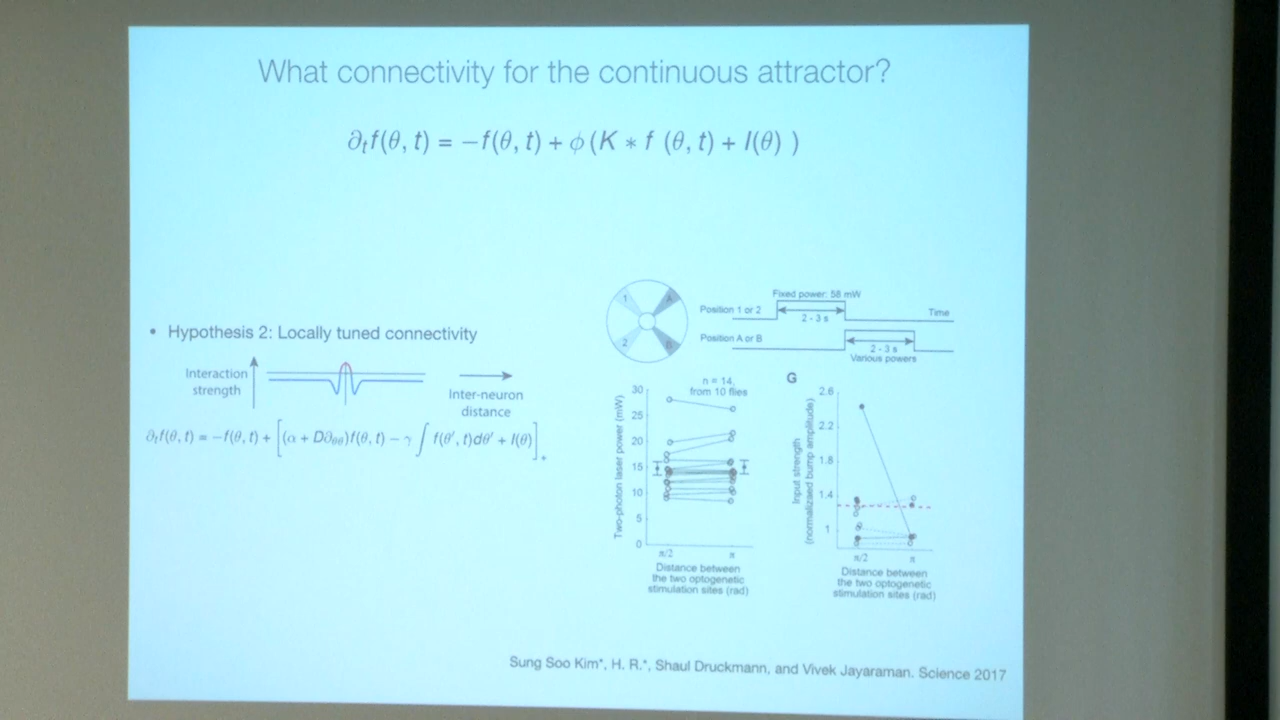 What connectivity for the continuous attractor?
∂ₜf(θ, t) = −f(θ, t) + ϕ(K ∗ f (θ, t) + I(θ) )
• Hypothesis 2: Locally tuned connectivity
Interaction
strength
Inter-neuron
distance
∂ₜf(θ, t) = −f(θ, t) + [(α + D∂θθ)f(θ, t) − γ ∫ f(θ′, t)dθ′ + I(θ)]₊
1
A
2
B
Fixed power: 58 mW
Position 1 or 2
Time
2 - 3 s
Position A or B
2 - 3 s
Various powers
n = 14,
from 10 flies
Two-photon laser power (mW)
30
25
20
15
10
5
0
π/2
π
Distance between
the two optogenetic
stimulation sites (rad)
G
Input strength
(normalizaed bump amplitude)
2.6
2.2
1.8
1.4
1
π/2
π
Distance between
the two optogenetic
stimulation sites (rad)
Sung Soo Kim*, H. R.*, Shaul Druckmann, and Vivek Jayaraman. Science 2017